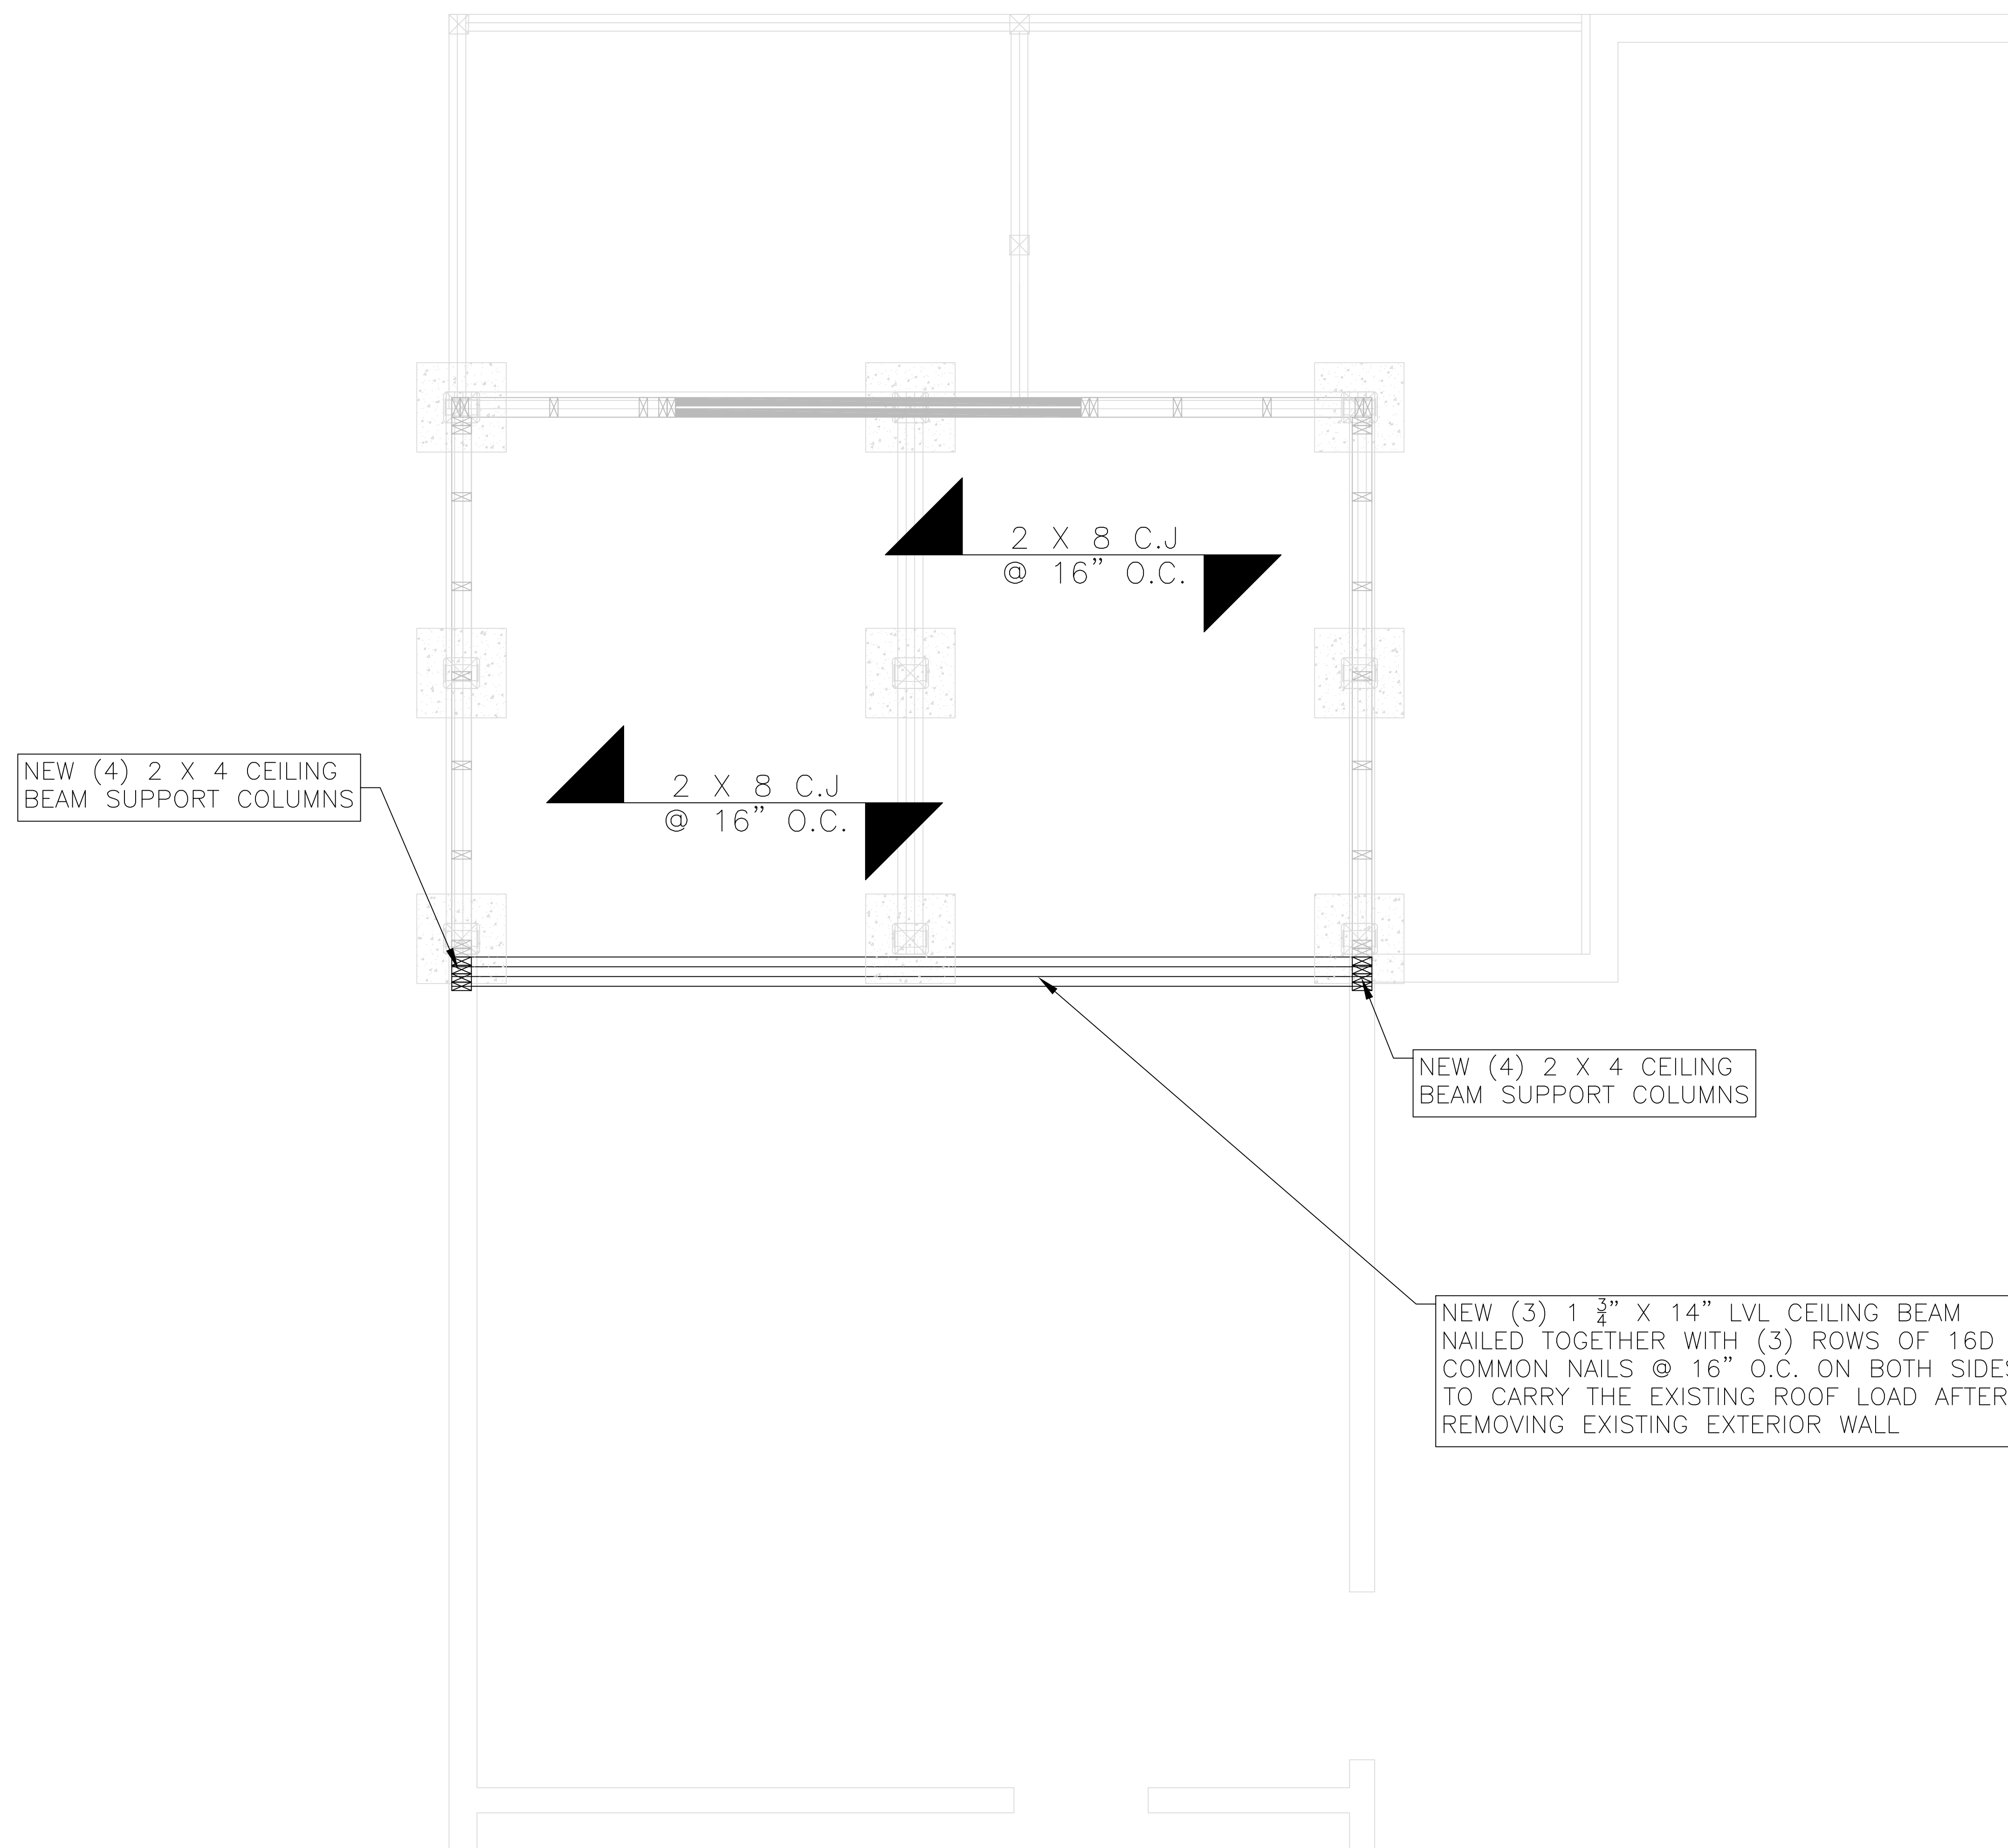 2 X 8 C.J
@ 16” O.C.
NEW (4) 2 X 4 CEILING
BEAM SUPPORT COLUMNS
2 X 8 C.J
@ 16” O.C.
NEW (4) 2 X 4 CEILING
BEAM SUPPORT COLUMNS
NEW (3) 1 3/4” X 14” LVL CEILING BEAM
NAILED TOGETHER WITH (3) ROWS OF 16D
COMMON NAILS @ 16” O.C. ON BOTH SIDES
TO CARRY THE EXISTING ROOF LOAD AFTER
REMOVING EXISTING EXTERIOR WALL